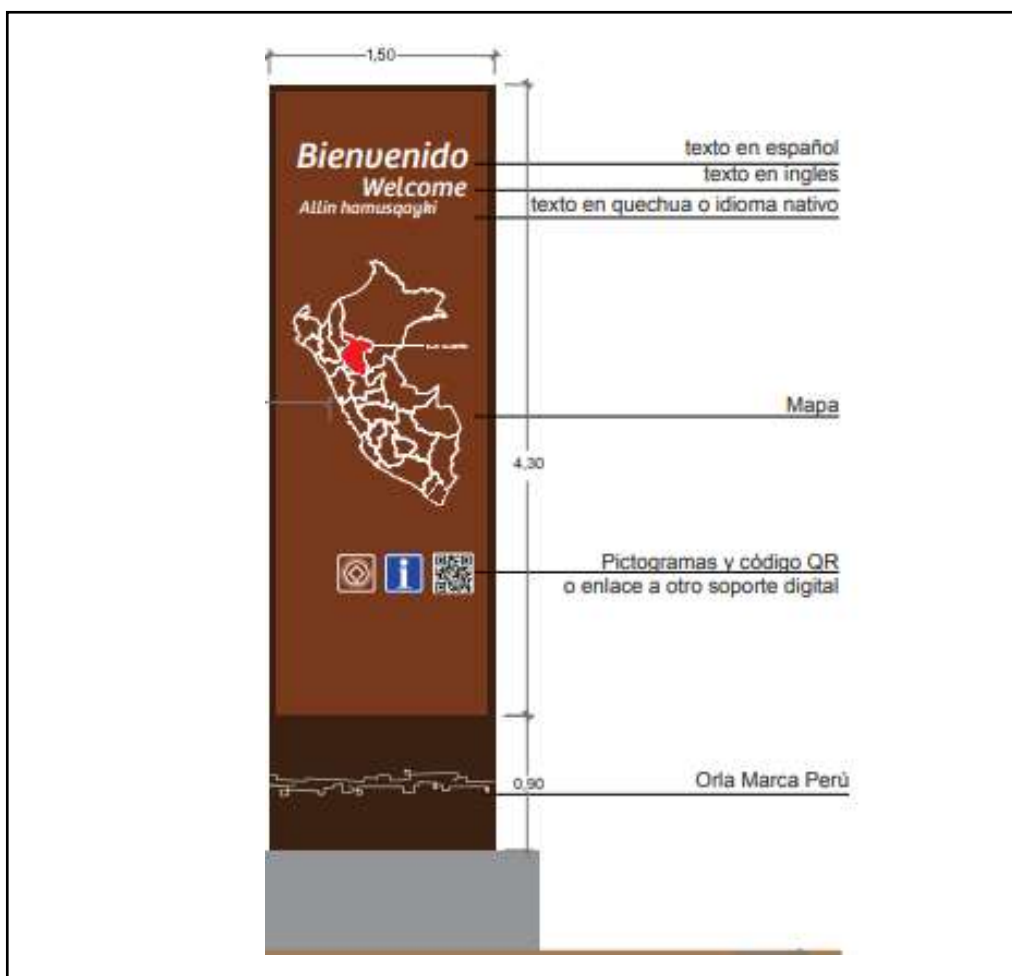 1,50
Bienvenido
Welcome
Allin hamusqayki
texto en español
texto en ingles
texto en quechua o idioma nativo
Mapa
4,30
i
Pictogramas y código QR
o enlace a otro soporte digital
0,90
Orla Marca Perú